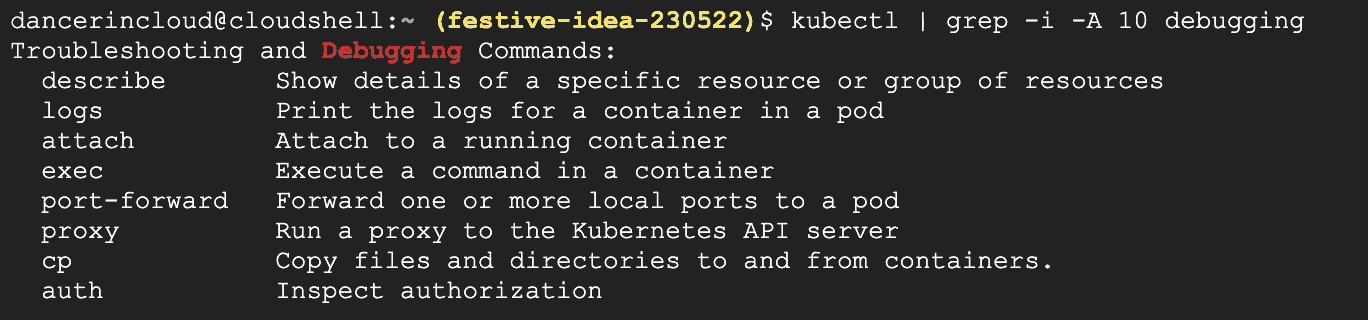 dancerincloud@cloudshell:~ (festive-idea-230522)$ kubectl | grep -i -A 10 debugging
Troubleshooting and Debugging Commands:
  describe       Show details of a specific resource or group of resources
  logs           Print the logs for a container in a pod
  attach         Attach to a running container
  exec           Execute a command in a container
  port-forward   Forward one or more local ports to a pod
  proxy          Run a proxy to the Kubernetes API server
  cp             Copy files and directories to and from containers.
  auth           Inspect authorization